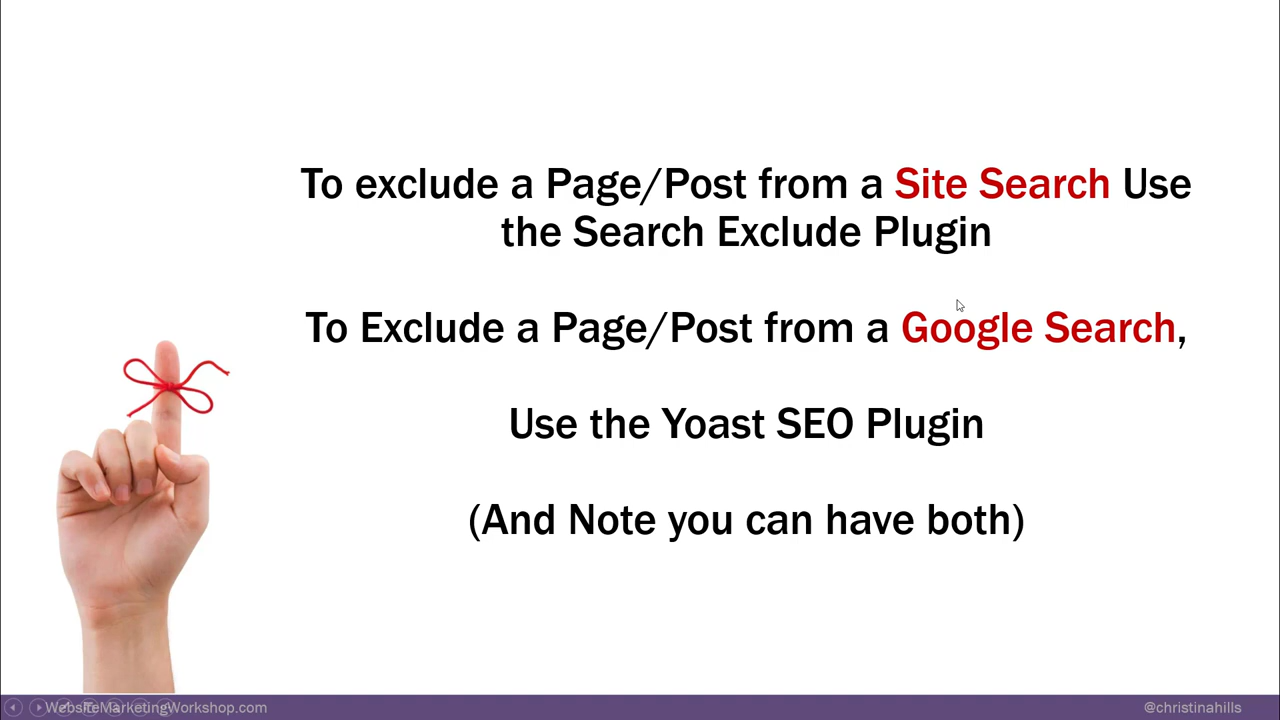 To exclude a Page/Post from a Site Search Use
the Search Exclude Plugin
To Exclude a Page/Post from a Google Search,
Use the Yoast SEO Plugin
(And Note you can have both)
WebsiteMarketingWorkshop.com
@christinahills